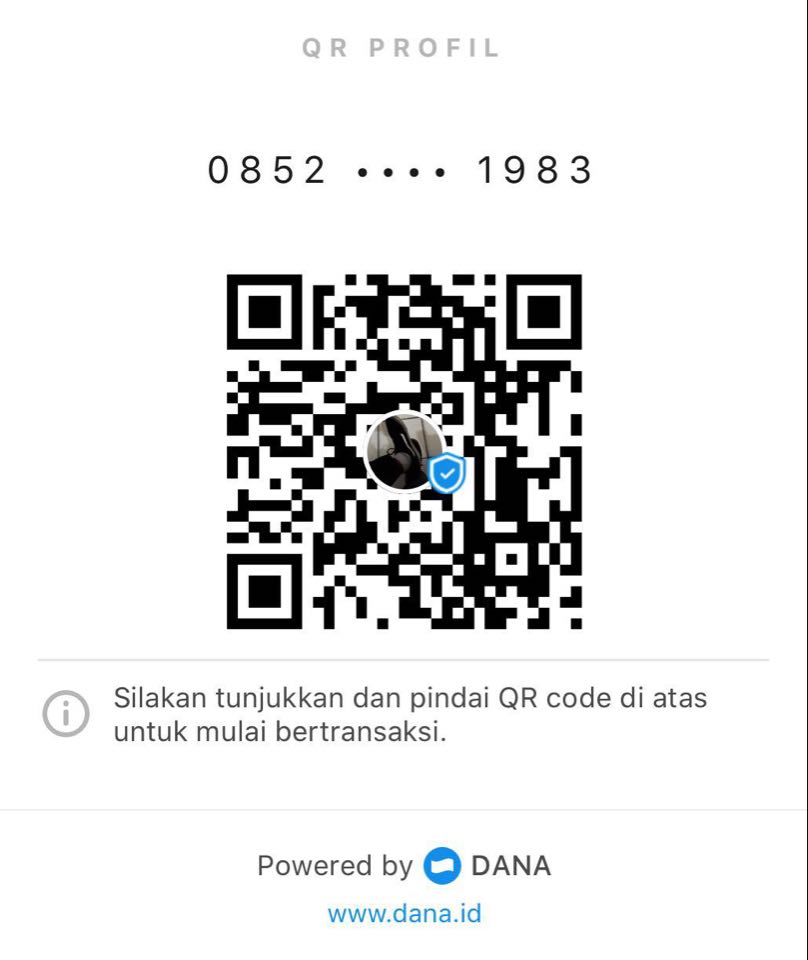 QR PROFIL
0852 •••• 1983
Silakan tunjukkan dan pindai QR code di atas
untuk mulai bertransaksi.
Powered by DANA
www.dana.id